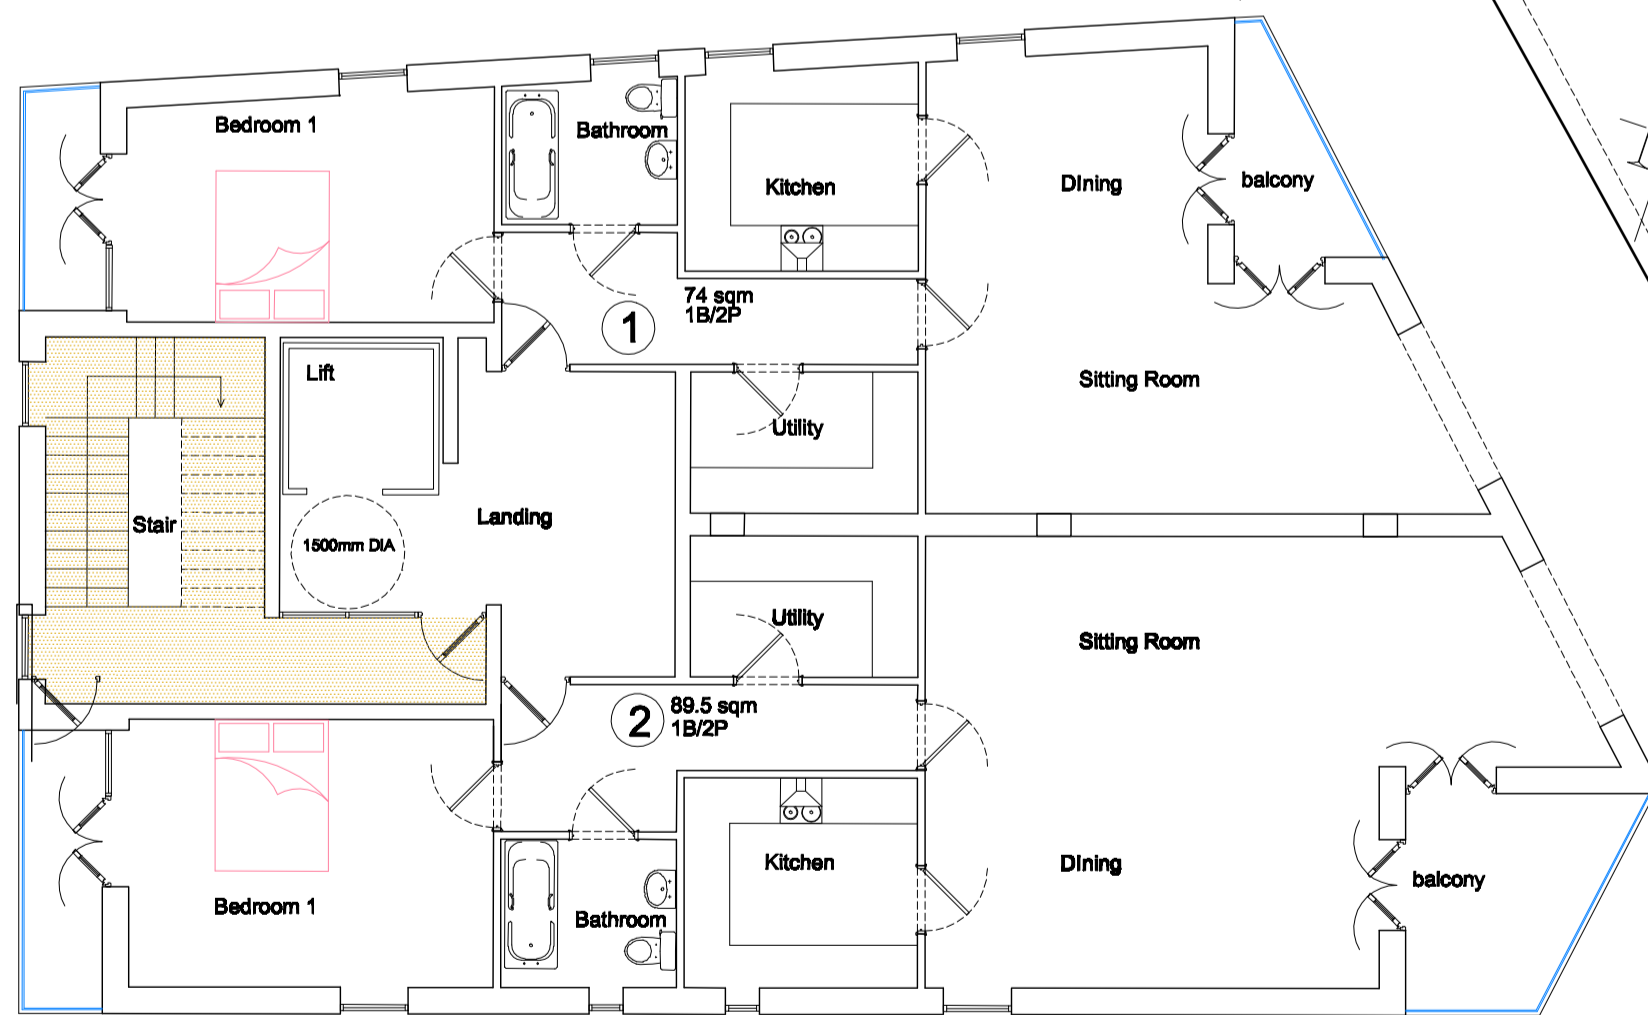 Bedroom 1
Bathroom
Kitchen
DIning
balcony
1
74 sqm
1B/2P
Lift
Sitting Room
Utility
Stair
Landing
1500mm DIA
Utility
Sitting Room
2
89.5 sqm
1B/2P
Kitchen
DIning
balcony
Bedroom 1
Bathroom